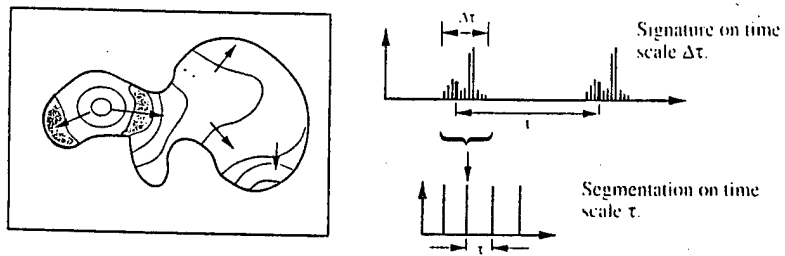 Δτ
Signature on time
scale Δτ.
t
Segmentation on time
scale τ.
τ